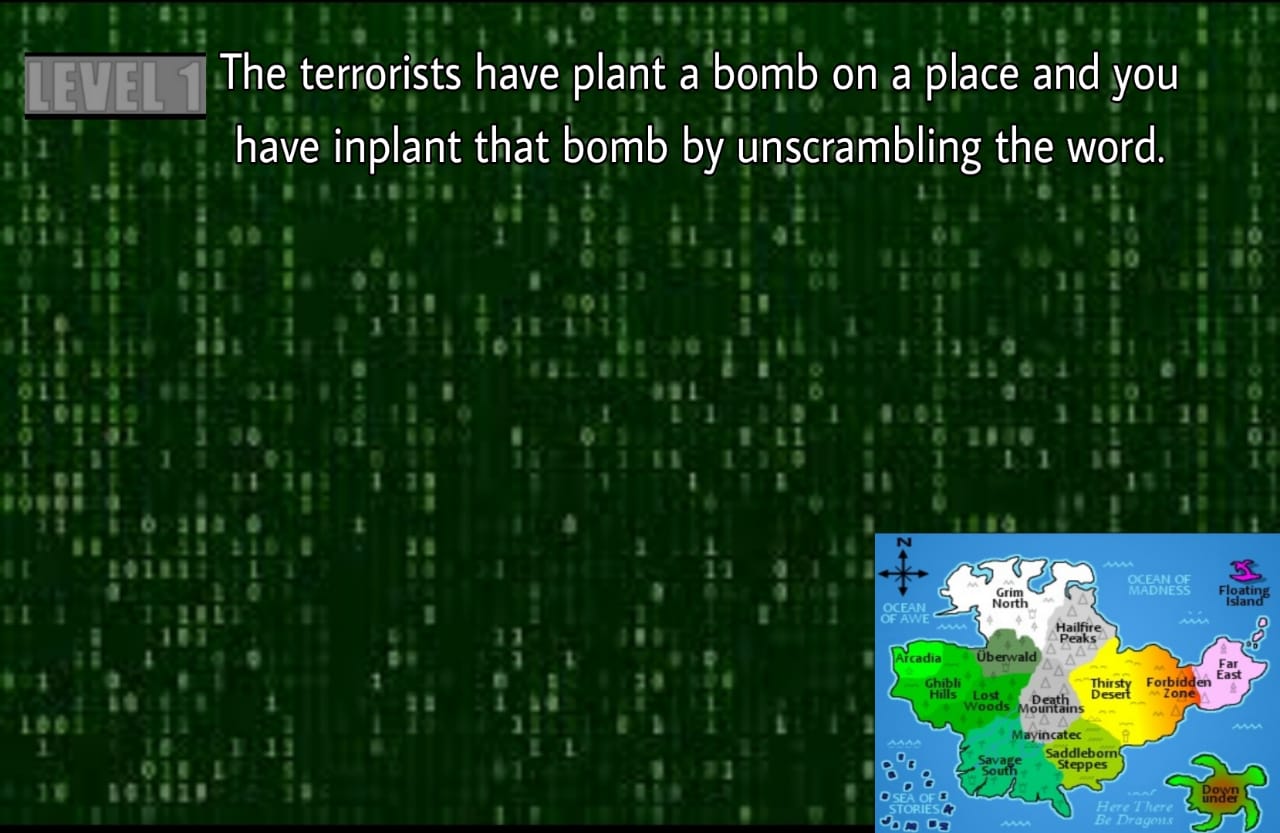 LEVEL 1
The terrorists have plant a bomb on a place and you
have inplant that bomb by unscrambling the word.
N
OCEAN
OF AWE
Grim
North
OCEAN OF
MADNESS
Floating
Island
Hailfire
Peaks
Arcadia
Überwald
Far
East
Ghibli
Hills
Lost
Woods
Death
Mountains
Thirsty
Desert
Forbidden
Zone
Mayincatec
Savage
South
Saddleborn
Steppes
SEA OF
STORIES
Here There
Be Dragons
Down
under